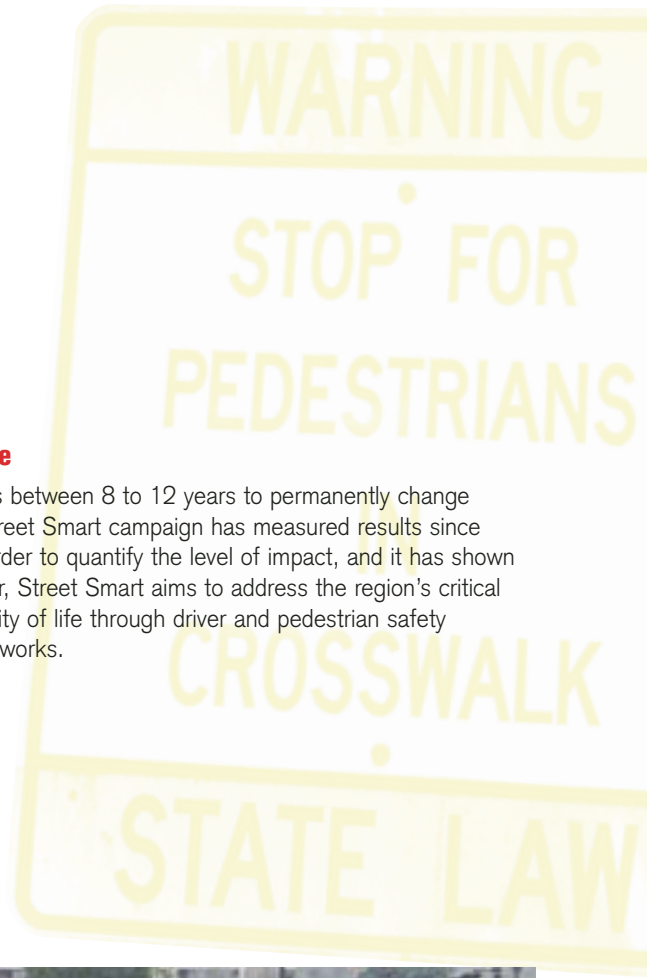 WARNING
STOP FOR
PEDESTRIANS
IN
CROSSWALK
STATE LAW
e
s between 8 to 12 years to permanently change
reet Smart campaign has measured results since
rder to quantify the level of impact, and it has shown
r, Street Smart aims to address the region's critical
ity of life through driver and pedestrian safety
works.